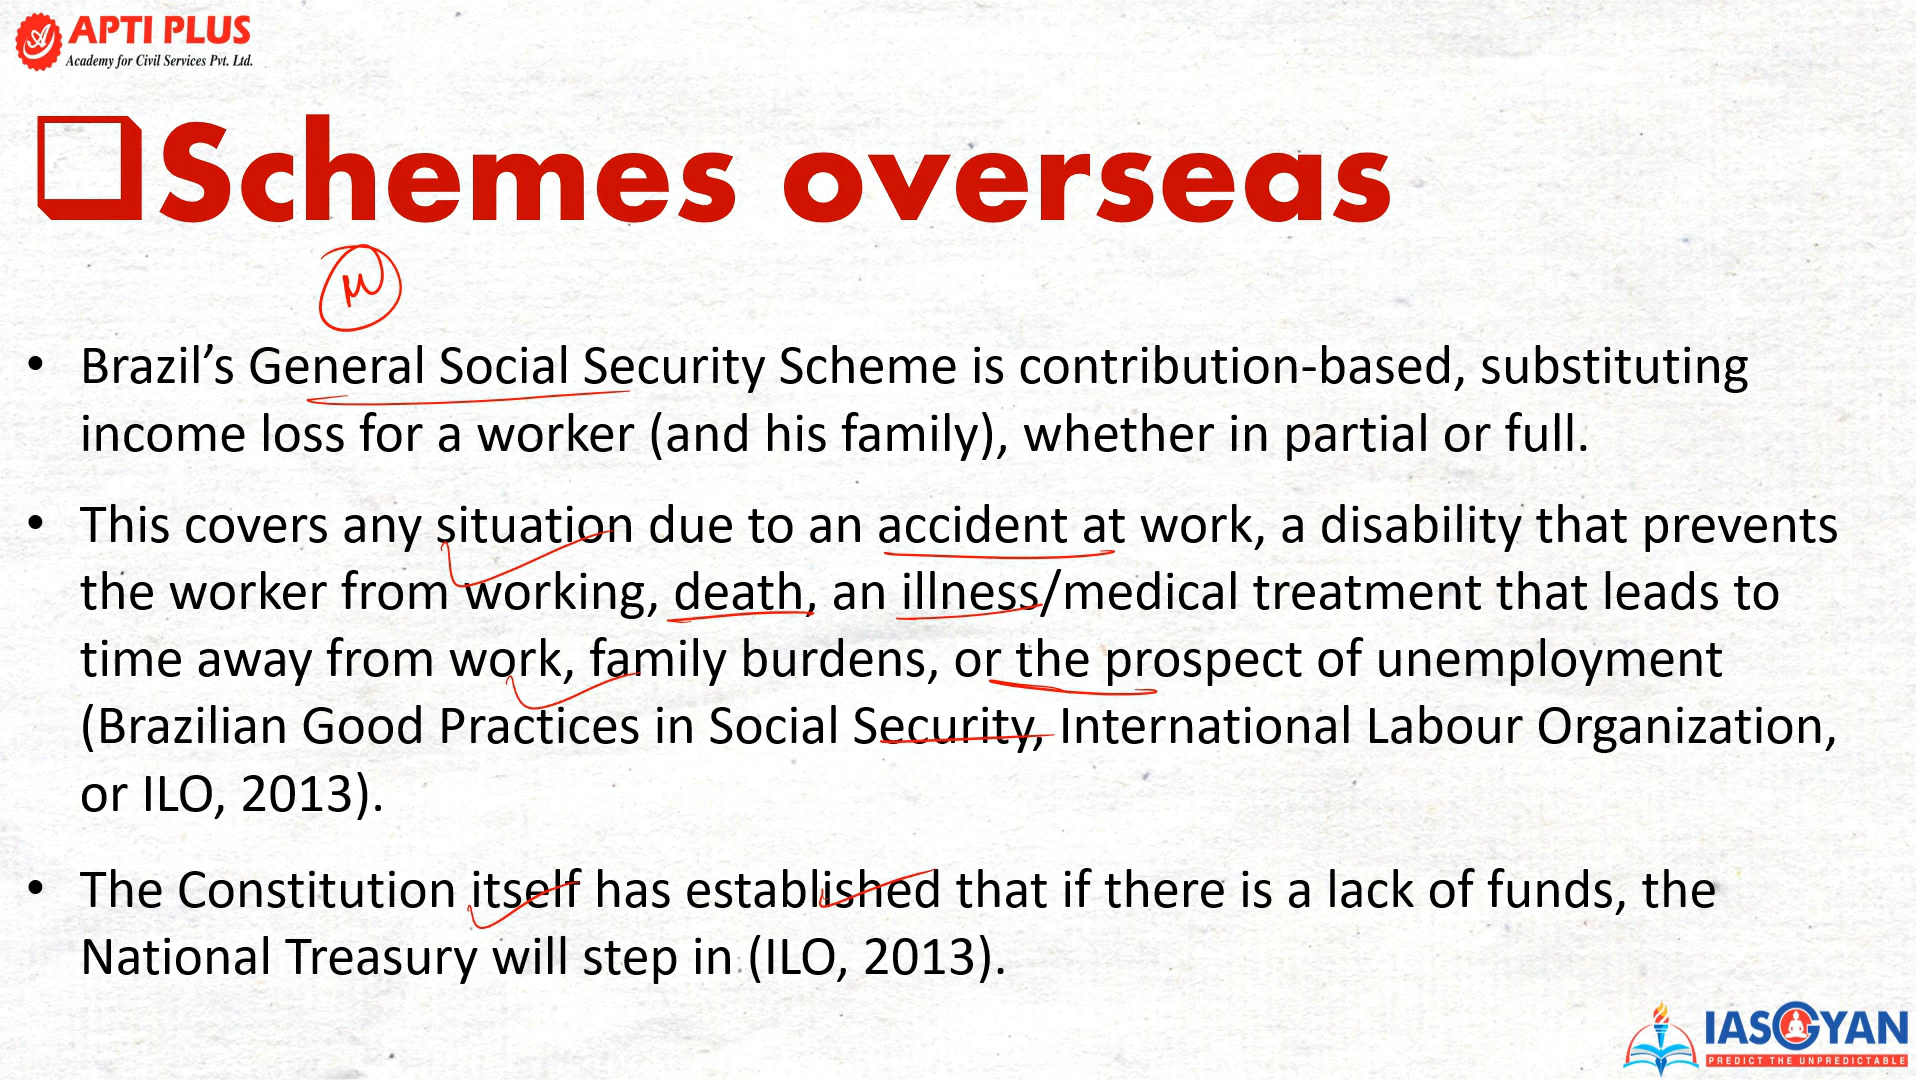 APTI PLUS
Academy for Civil Services Pvt. Ltd.
Schemes overseas
• Brazil’s General Social Security Scheme is contribution-based, substituting
income loss for a worker (and his family), whether in partial or full.
• This covers any situation due to an accident at work, a disability that prevents
the worker from working, death, an illness/medical treatment that leads to
time away from work, family burdens, or the prospect of unemployment
(Brazilian Good Practices in Social Security, International Labour Organization,
or ILO, 2013).
• The Constitution itself has established that if there is a lack of funds, the
National Treasury will step in (ILO, 2013).
IASGYAN
PREDICT THE UNPREDICTABLE